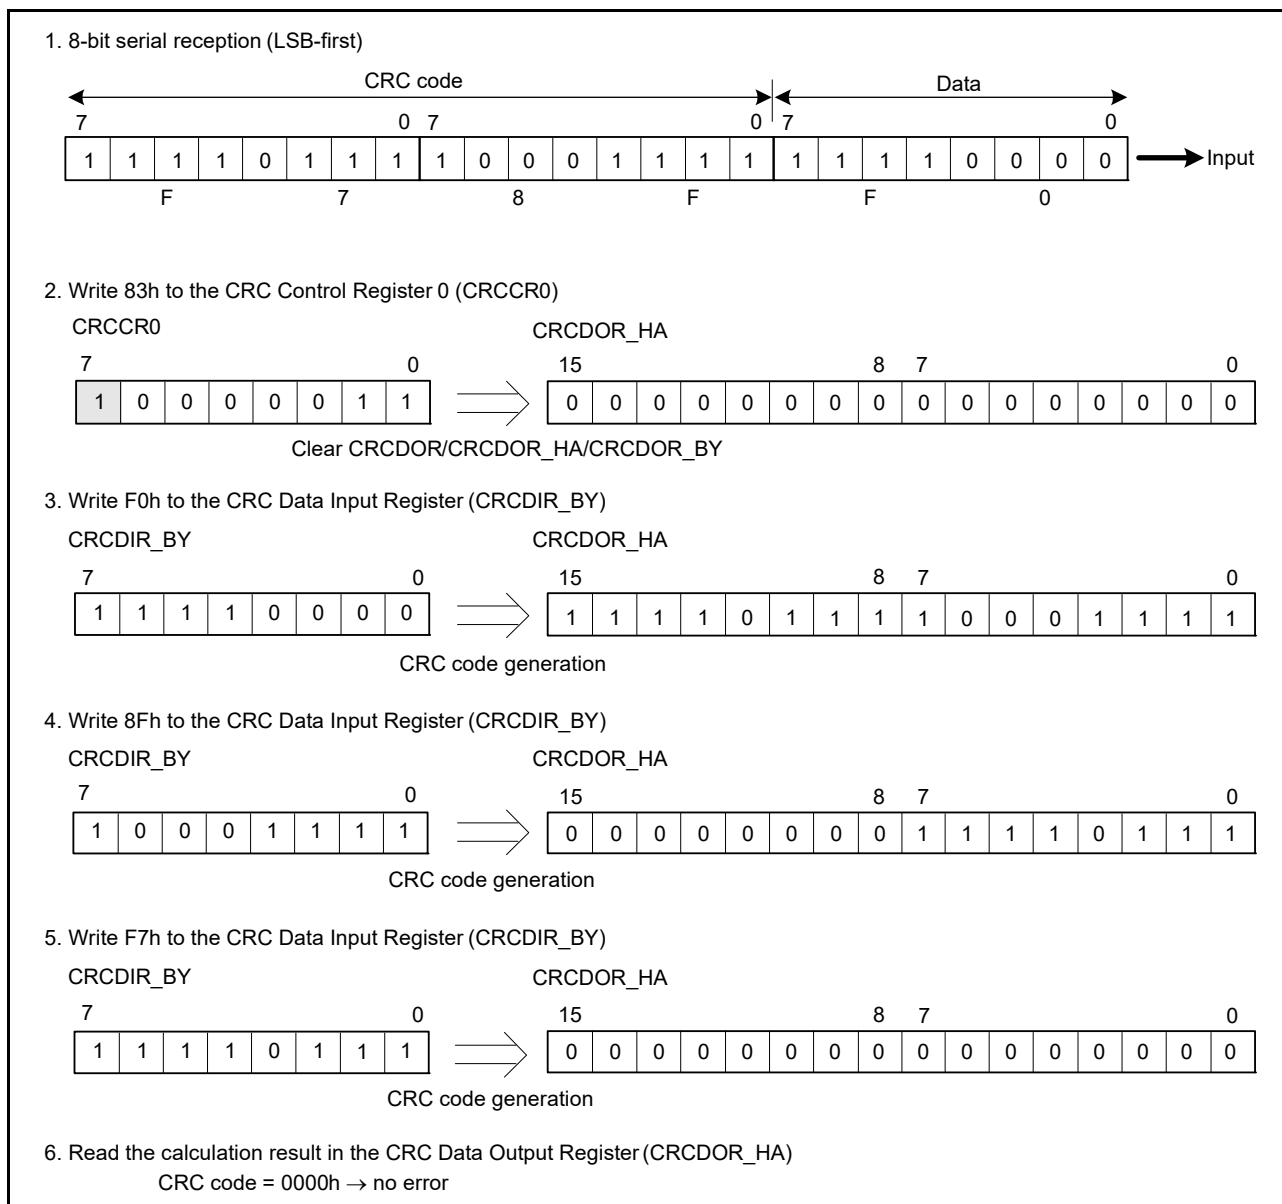 1. 8-bit serial reception (LSB-first)
CRC code Data
7 0 7 0 7 0
1 1 1 1 0 1 1 1 1 0 0 0 1 1 1 1 1 1 1 1 0 0 0 0 Input
F 7 8 F F 0
2. Write 83h to the CRC Control Register 0 (CRCCR0)
CRCCR0 CRCDOR_HA
7 0 15 8 7 0
1 0 0 0 0 0 1 1 0 0 0 0 0 0 0 0 0 0 0 0 0 0 0 0
Clear CRCDOR/CRCDOR_HA/CRCDOR_BY
3. Write F0h to the CRC Data Input Register (CRCDIR_BY)
CRCDIR_BY CRCDOR_HA
7 0 15 8 7 0
1 1 1 1 0 0 0 0 1 1 1 1 0 1 1 1 1 0 0 0 1 1 1 1
CRC code generation
4. Write 8Fh to the CRC Data Input Register (CRCDIR_BY)
CRCDIR_BY CRCDOR_HA
7 0 15 8 7 0
1 0 0 0 1 1 1 1 0 0 0 0 0 0 0 0 1 1 1 1 0 1 1 1
CRC code generation
5. Write F7h to the CRC Data Input Register (CRCDIR_BY)
CRCDIR_BY CRCDOR_HA
7 0 15 8 7 0
1 1 1 1 0 1 1 1 0 0 0 0 0 0 0 0 0 0 0 0 0 0 0 0
CRC code generation
6. Read the calculation result in the CRC Data Output Register (CRCDOR_HA)
CRC code = 0000h → no error